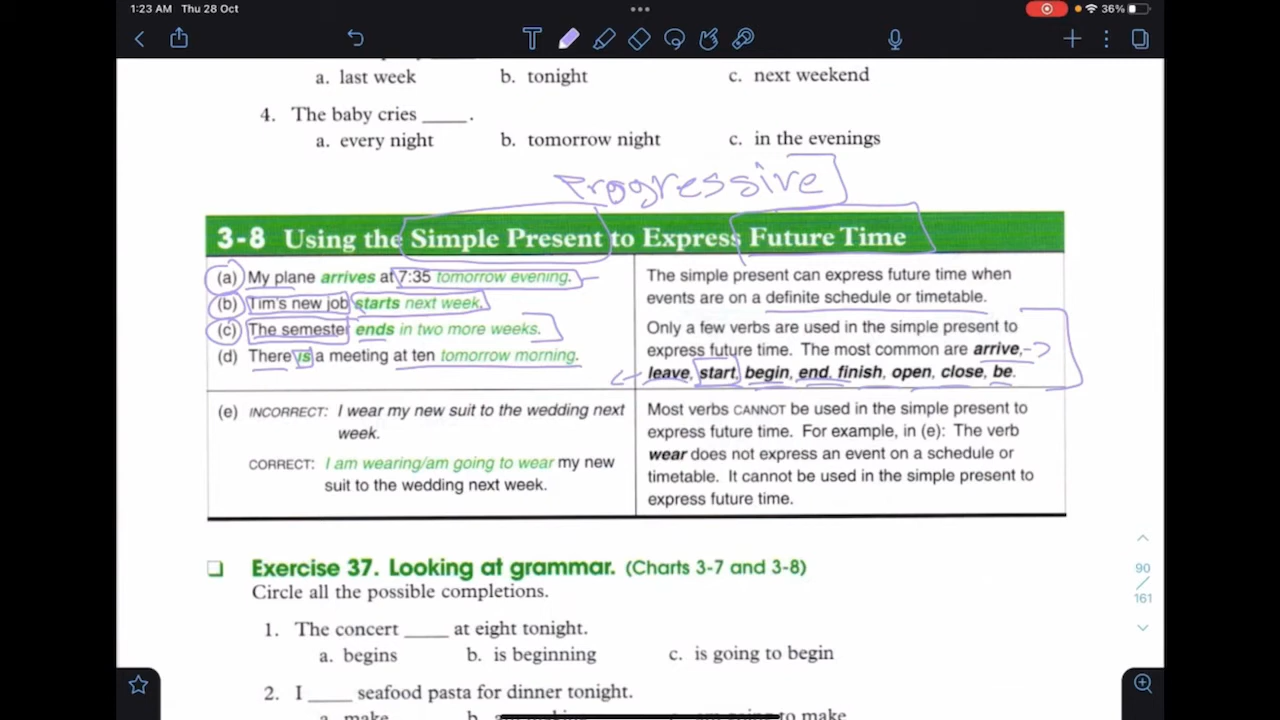 1:23 AM Thu 28 Oct
36%
a. last week b. tonight c. next weekend
4. The baby cries ____.
a. every night b. tomorrow night c. in the evenings
Progressive
3-8 Using the Simple Present to Express Future Time
(a) My plane arrives at 7:35 tomorrow evening.
(b) Tim's new job starts next week.
(c) The semester ends in two more weeks.
(d) There's a meeting at ten tomorrow morning.
The simple present can express future time when
events are on a definite schedule or timetable.
Only a few verbs are used in the simple present to
express future time. The most common are arrive,
leave, start, begin, end, finish, open, close, be.
(e) INCORRECT: I wear my new suit to the wedding next
week.
CORRECT: I am wearing/am going to wear my new
suit to the wedding next week.
Most verbs CANNOT be used in the simple present to
express future time. For example, in (e): The verb
wear does not express an event on a schedule or
timetable. It cannot be used in the simple present to
express future time.
90
/
161
Exercise 37. Looking at grammar. (Charts 3-7 and 3-8)
Circle all the possible completions.
1. The concert ____ at eight tonight.
a. begins b. is beginning c. is going to begin
2. I ____ seafood pasta for dinner tonight.
a. make b. to make